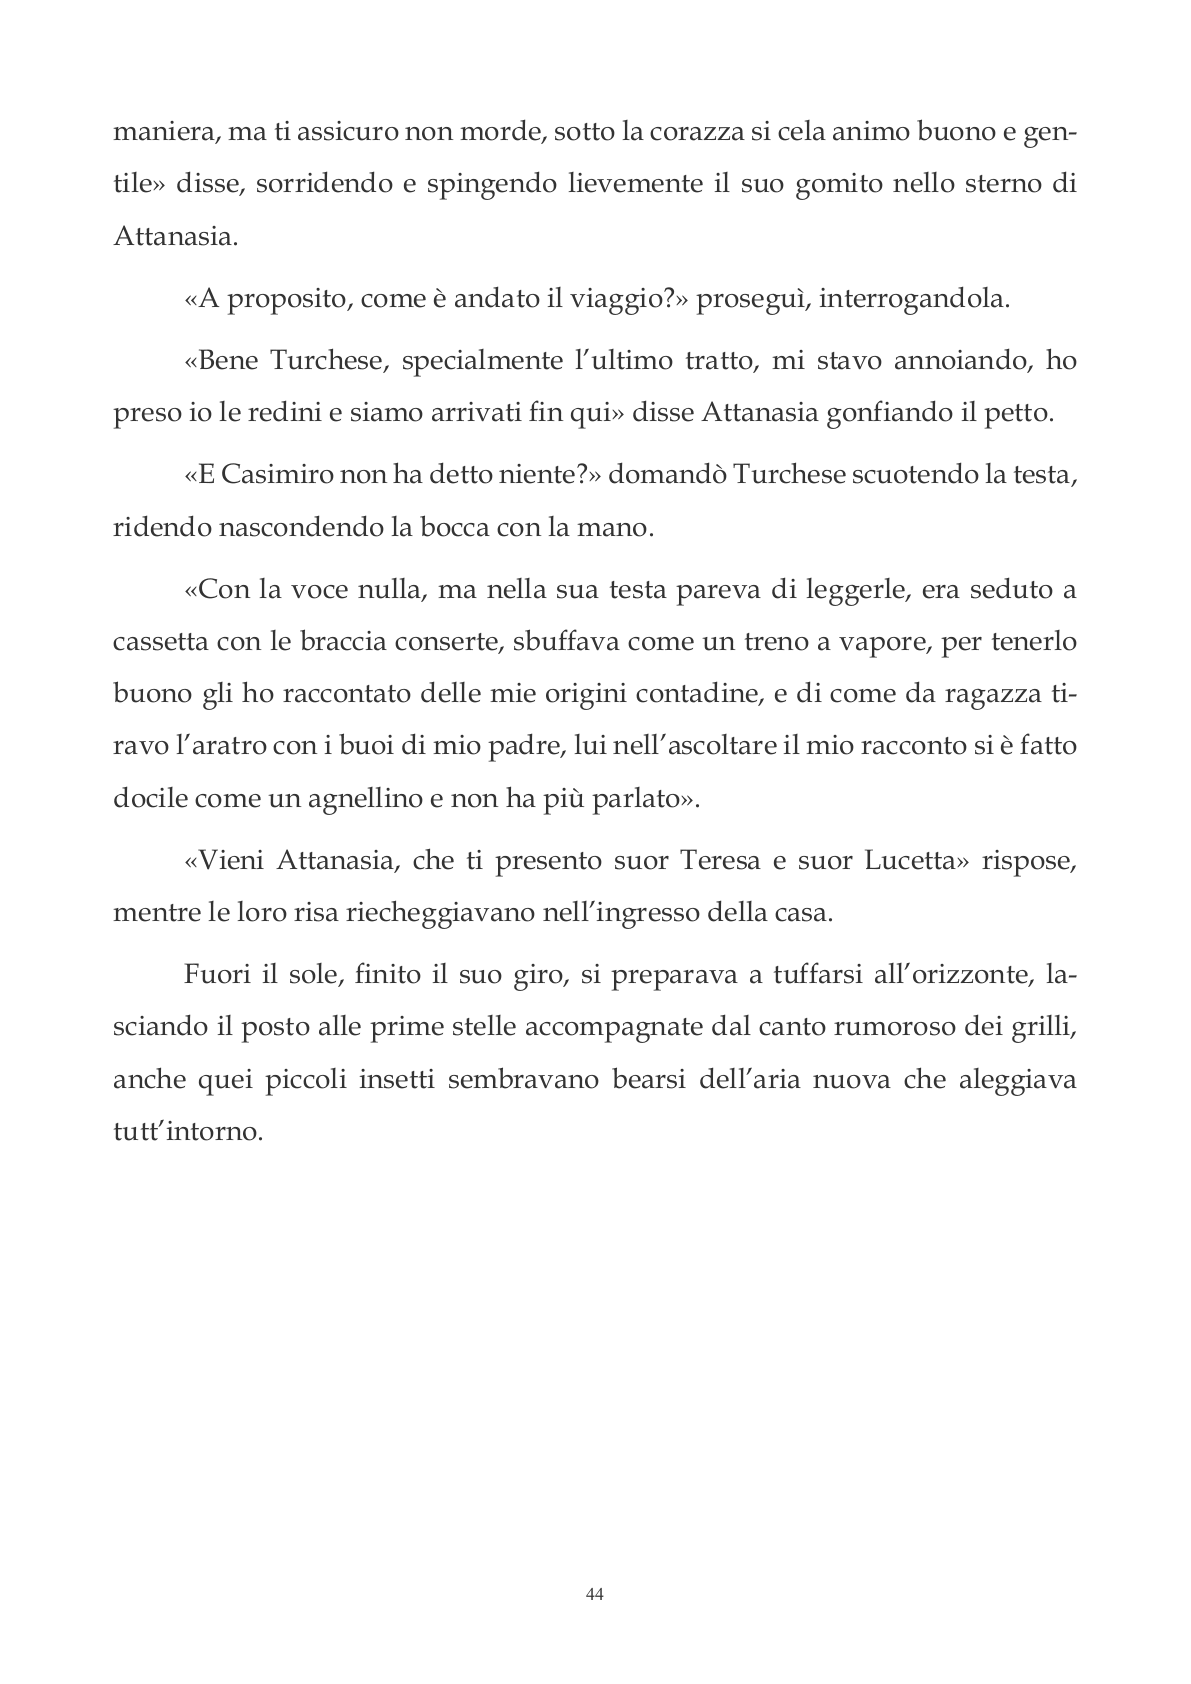 maniera, ma ti assicuro non morde, sotto la corazza si cela animo buono e gen-
tile» disse, sorridendo e spingendo lievemente il suo gomito nello sterno di
Attanasia.
«A proposito, come è andato il viaggio?» proseguì, interrogandola.
«Bene Turchese, specialmente l’ultimo tratto, mi stavo annoiando, ho
preso io le redini e siamo arrivati fin qui» disse Attanasia gonfiando il petto.
«E Casimiro non ha detto niente?» domandò Turchese scuotendo la testa,
ridendo nascondendo la bocca con la mano.
«Con la voce nulla, ma nella sua testa pareva di leggerle, era seduto a
cassetta con le braccia conserte, sbuffava come un treno a vapore, per tenerlo
buono gli ho raccontato delle mie origini contadine, e di come da ragazza ti-
ravo l’aratro con i buoi di mio padre, lui nell’ascoltare il mio racconto si è fatto
docile come un agnellino e non ha più parlato».
«Vieni Attanasia, che ti presento suor Teresa e suor Lucetta» rispose,
mentre le loro risa riecheggiavano nell’ingresso della casa.
Fuori il sole, finito il suo giro, si preparava a tuffarsi all’orizzonte, la-
sciando il posto alle prime stelle accompagnate dal canto rumoroso dei grilli,
anche quei piccoli insetti sembravano bearsi dell’aria nuova che aleggiava
tutt’intorno.
44